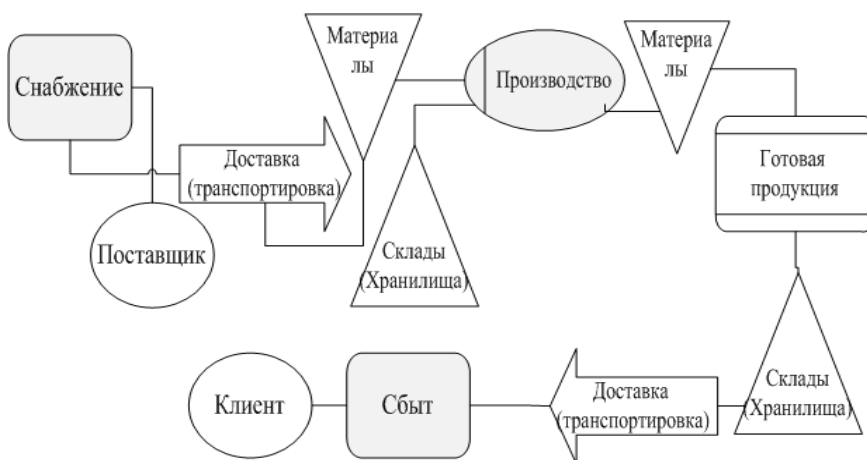 Снабжение
Поставщик
Доставка
(транспортировка)
Материа
лы
Склады
(Хранилища)
Производство
Материа
лы
Готовая
продукция
Склады
(Хранилища)
Доставка
(транспортировка)
Сбыт
Клиент